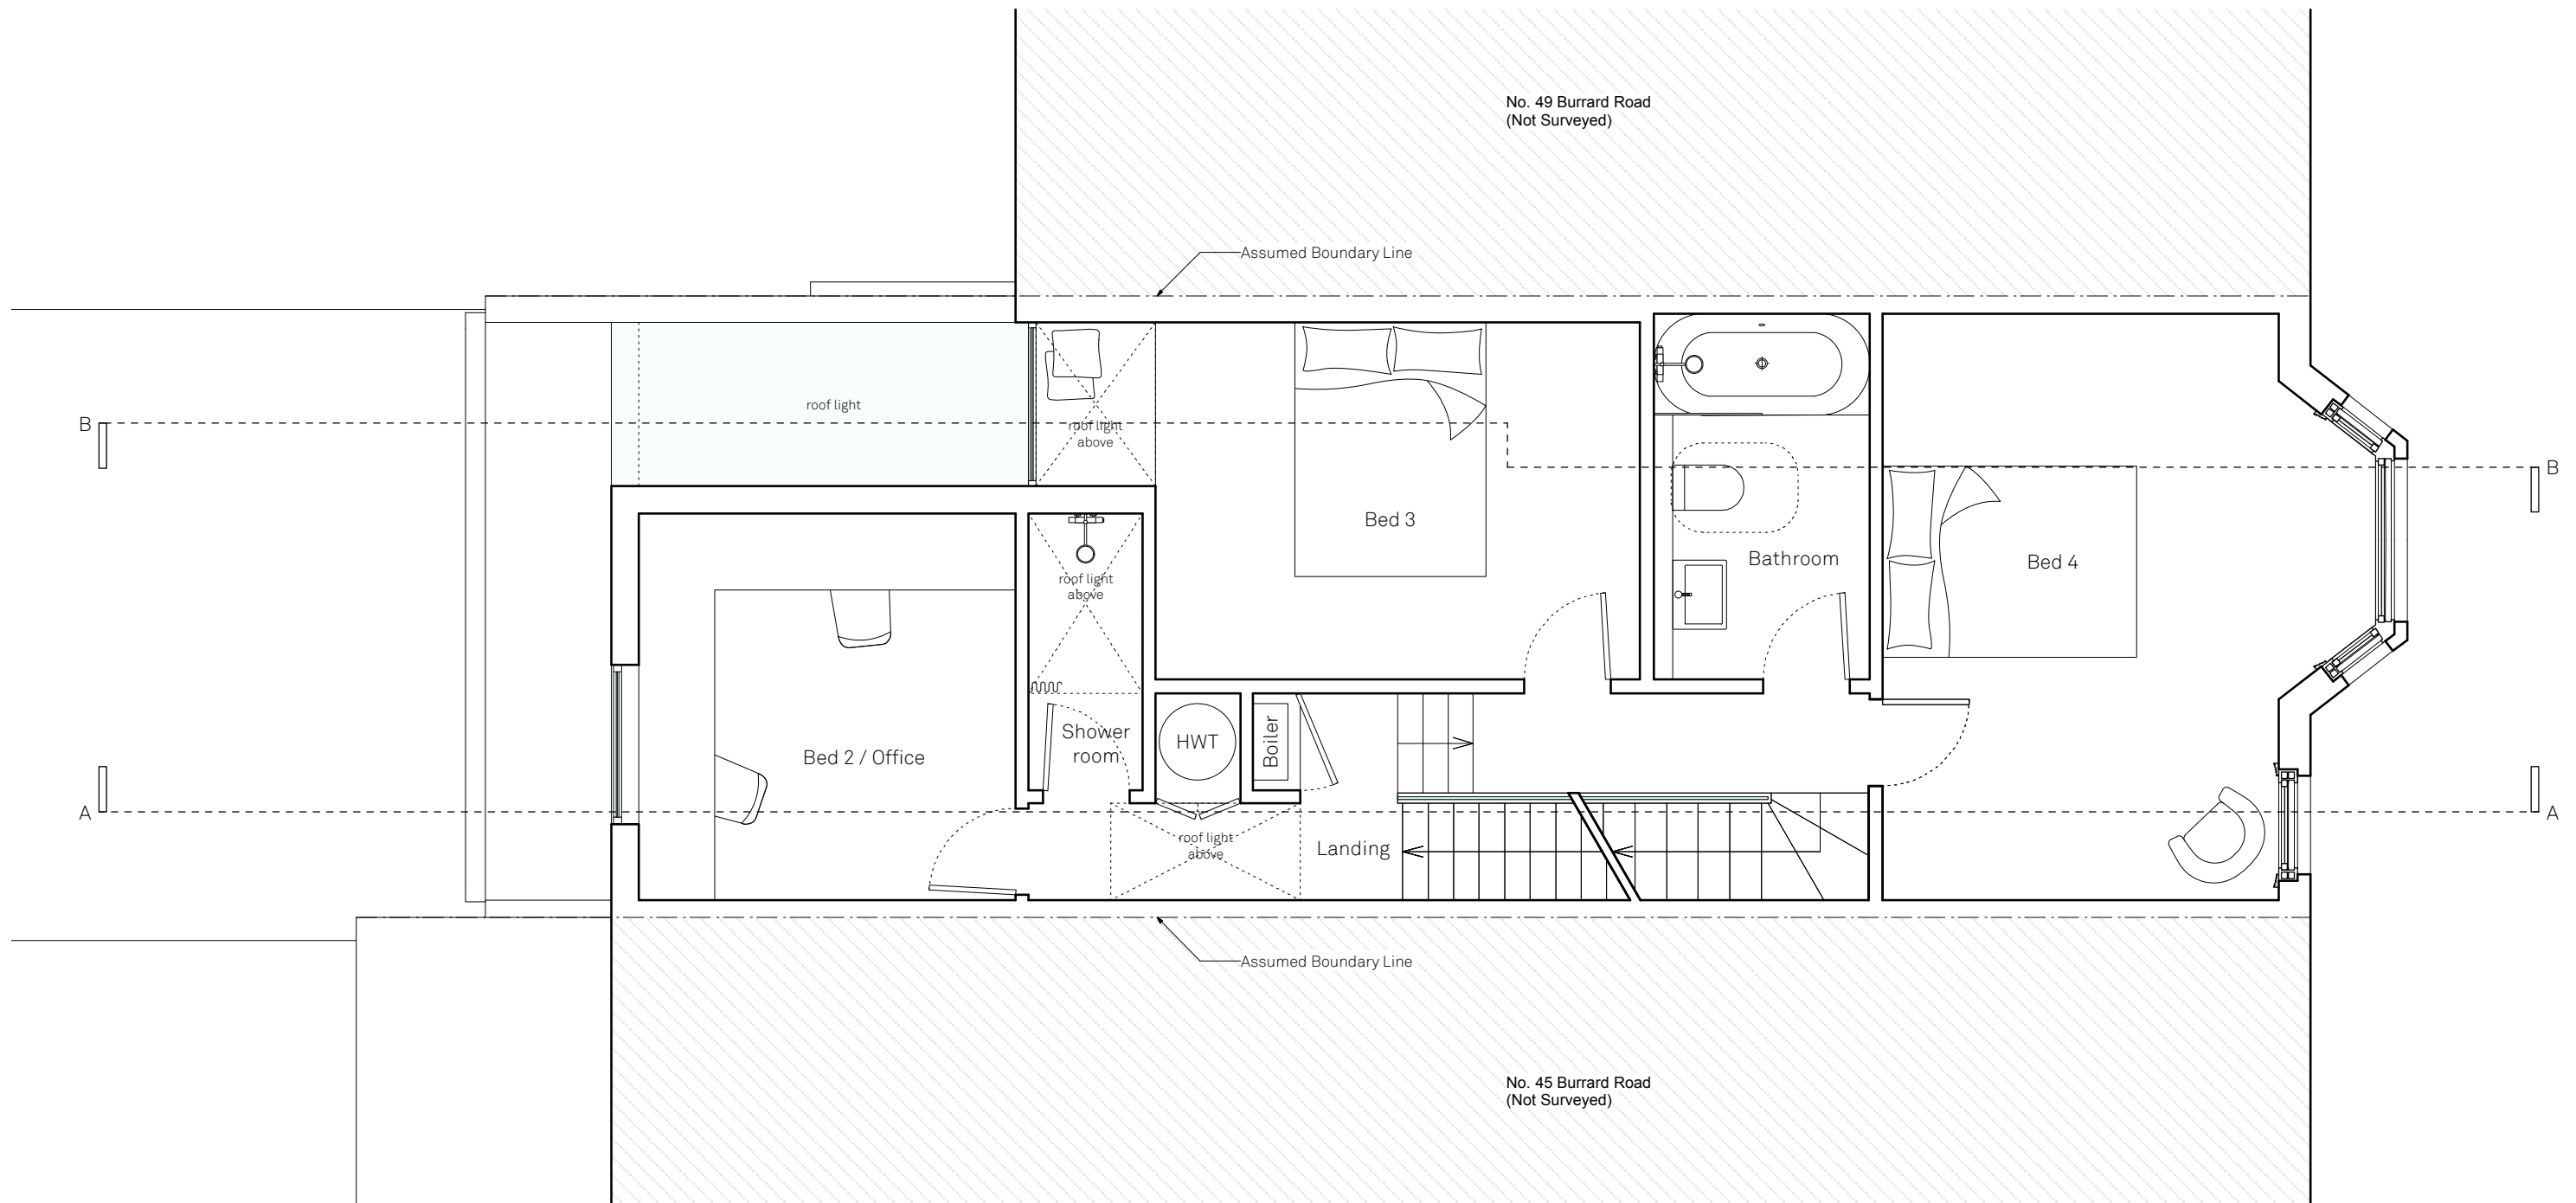 No. 49 Burrard Road
(Not Surveyed)
Assumed Boundary Line
roof light
B
roof light
above
B
Bed 3
Bathroom
Bed 4
roof light
above
Shower
room
HWT
Boiler
Bed 2 / Office
A
roof light
above
Landing
A
Assumed Boundary Line
No. 45 Burrard Road
(Not Surveyed)